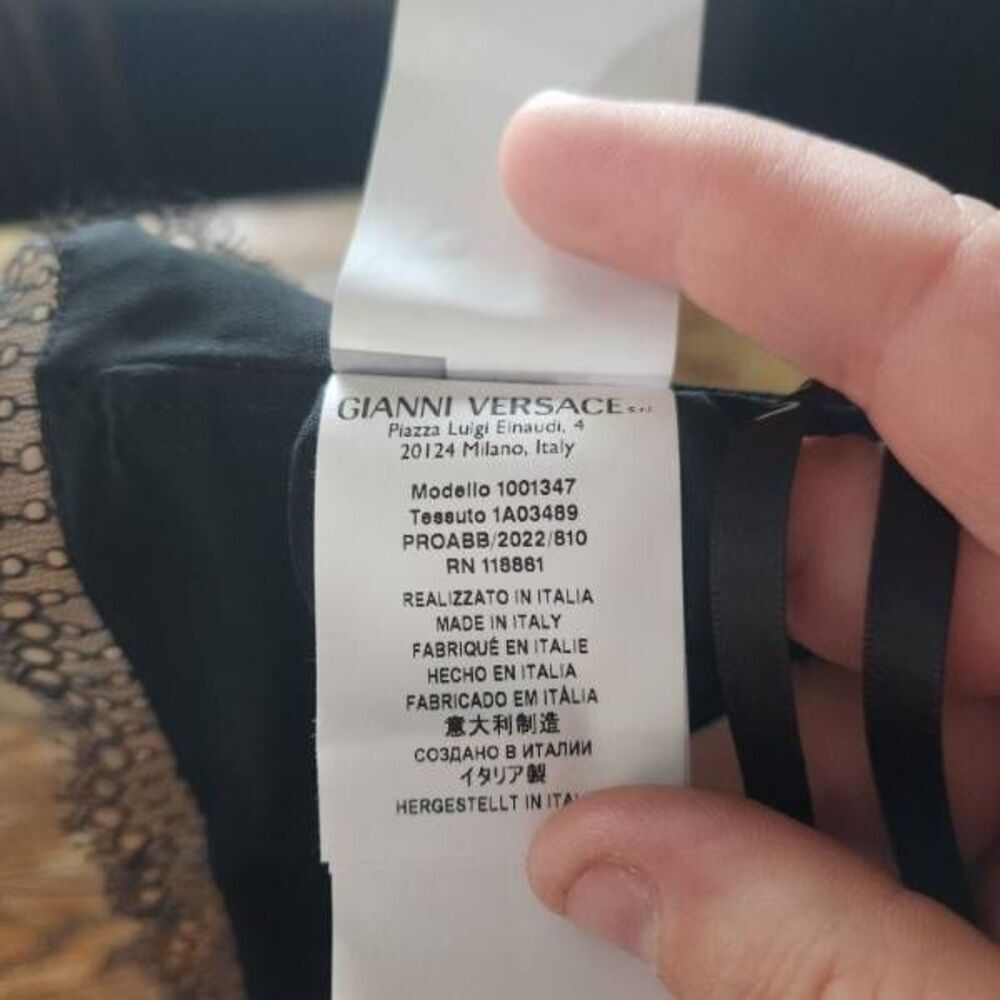 GIANNI VERSACE s.r.l
Piazza Luigi Einaudi, 4
20124 Milano, Italy
Modello 1001347
Tessuto 1A03489
PROABB/2022/810
RN 118861
REALIZZATO IN ITALIA
MADE IN ITALY
FABRIQUÉ EN ITALIE
HECHO EN ITALIA
FABRICADO EM ITÁLIA
意大利制造
СОЗДАНО В ИТАЛИИ
イタリア製
HERGESTELLT IN